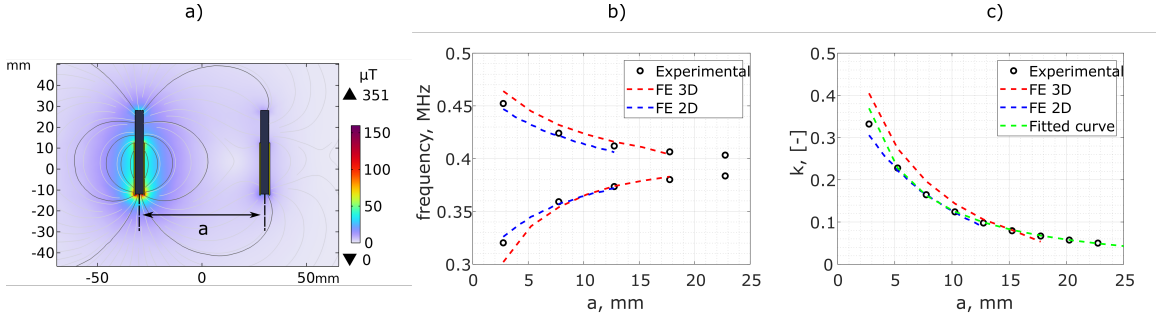 a)
b)
c)
mm
40
30
20
10
0
-10
-20
-30
-40
-50
0
50mm
a
μT
351
150
100
50
0
0
0.5
0.45
0.4
0.35
0.3
frequency, MHz
0
5
10
15
20
25
a, mm
Experimental
FE 3D
FE 2D
0.5
0.4
0.3
0.2
0.1
0
k, [-]
0
5
10
15
20
25
a, mm
Experimental
FE 3D
FE 2D
Fitted curve